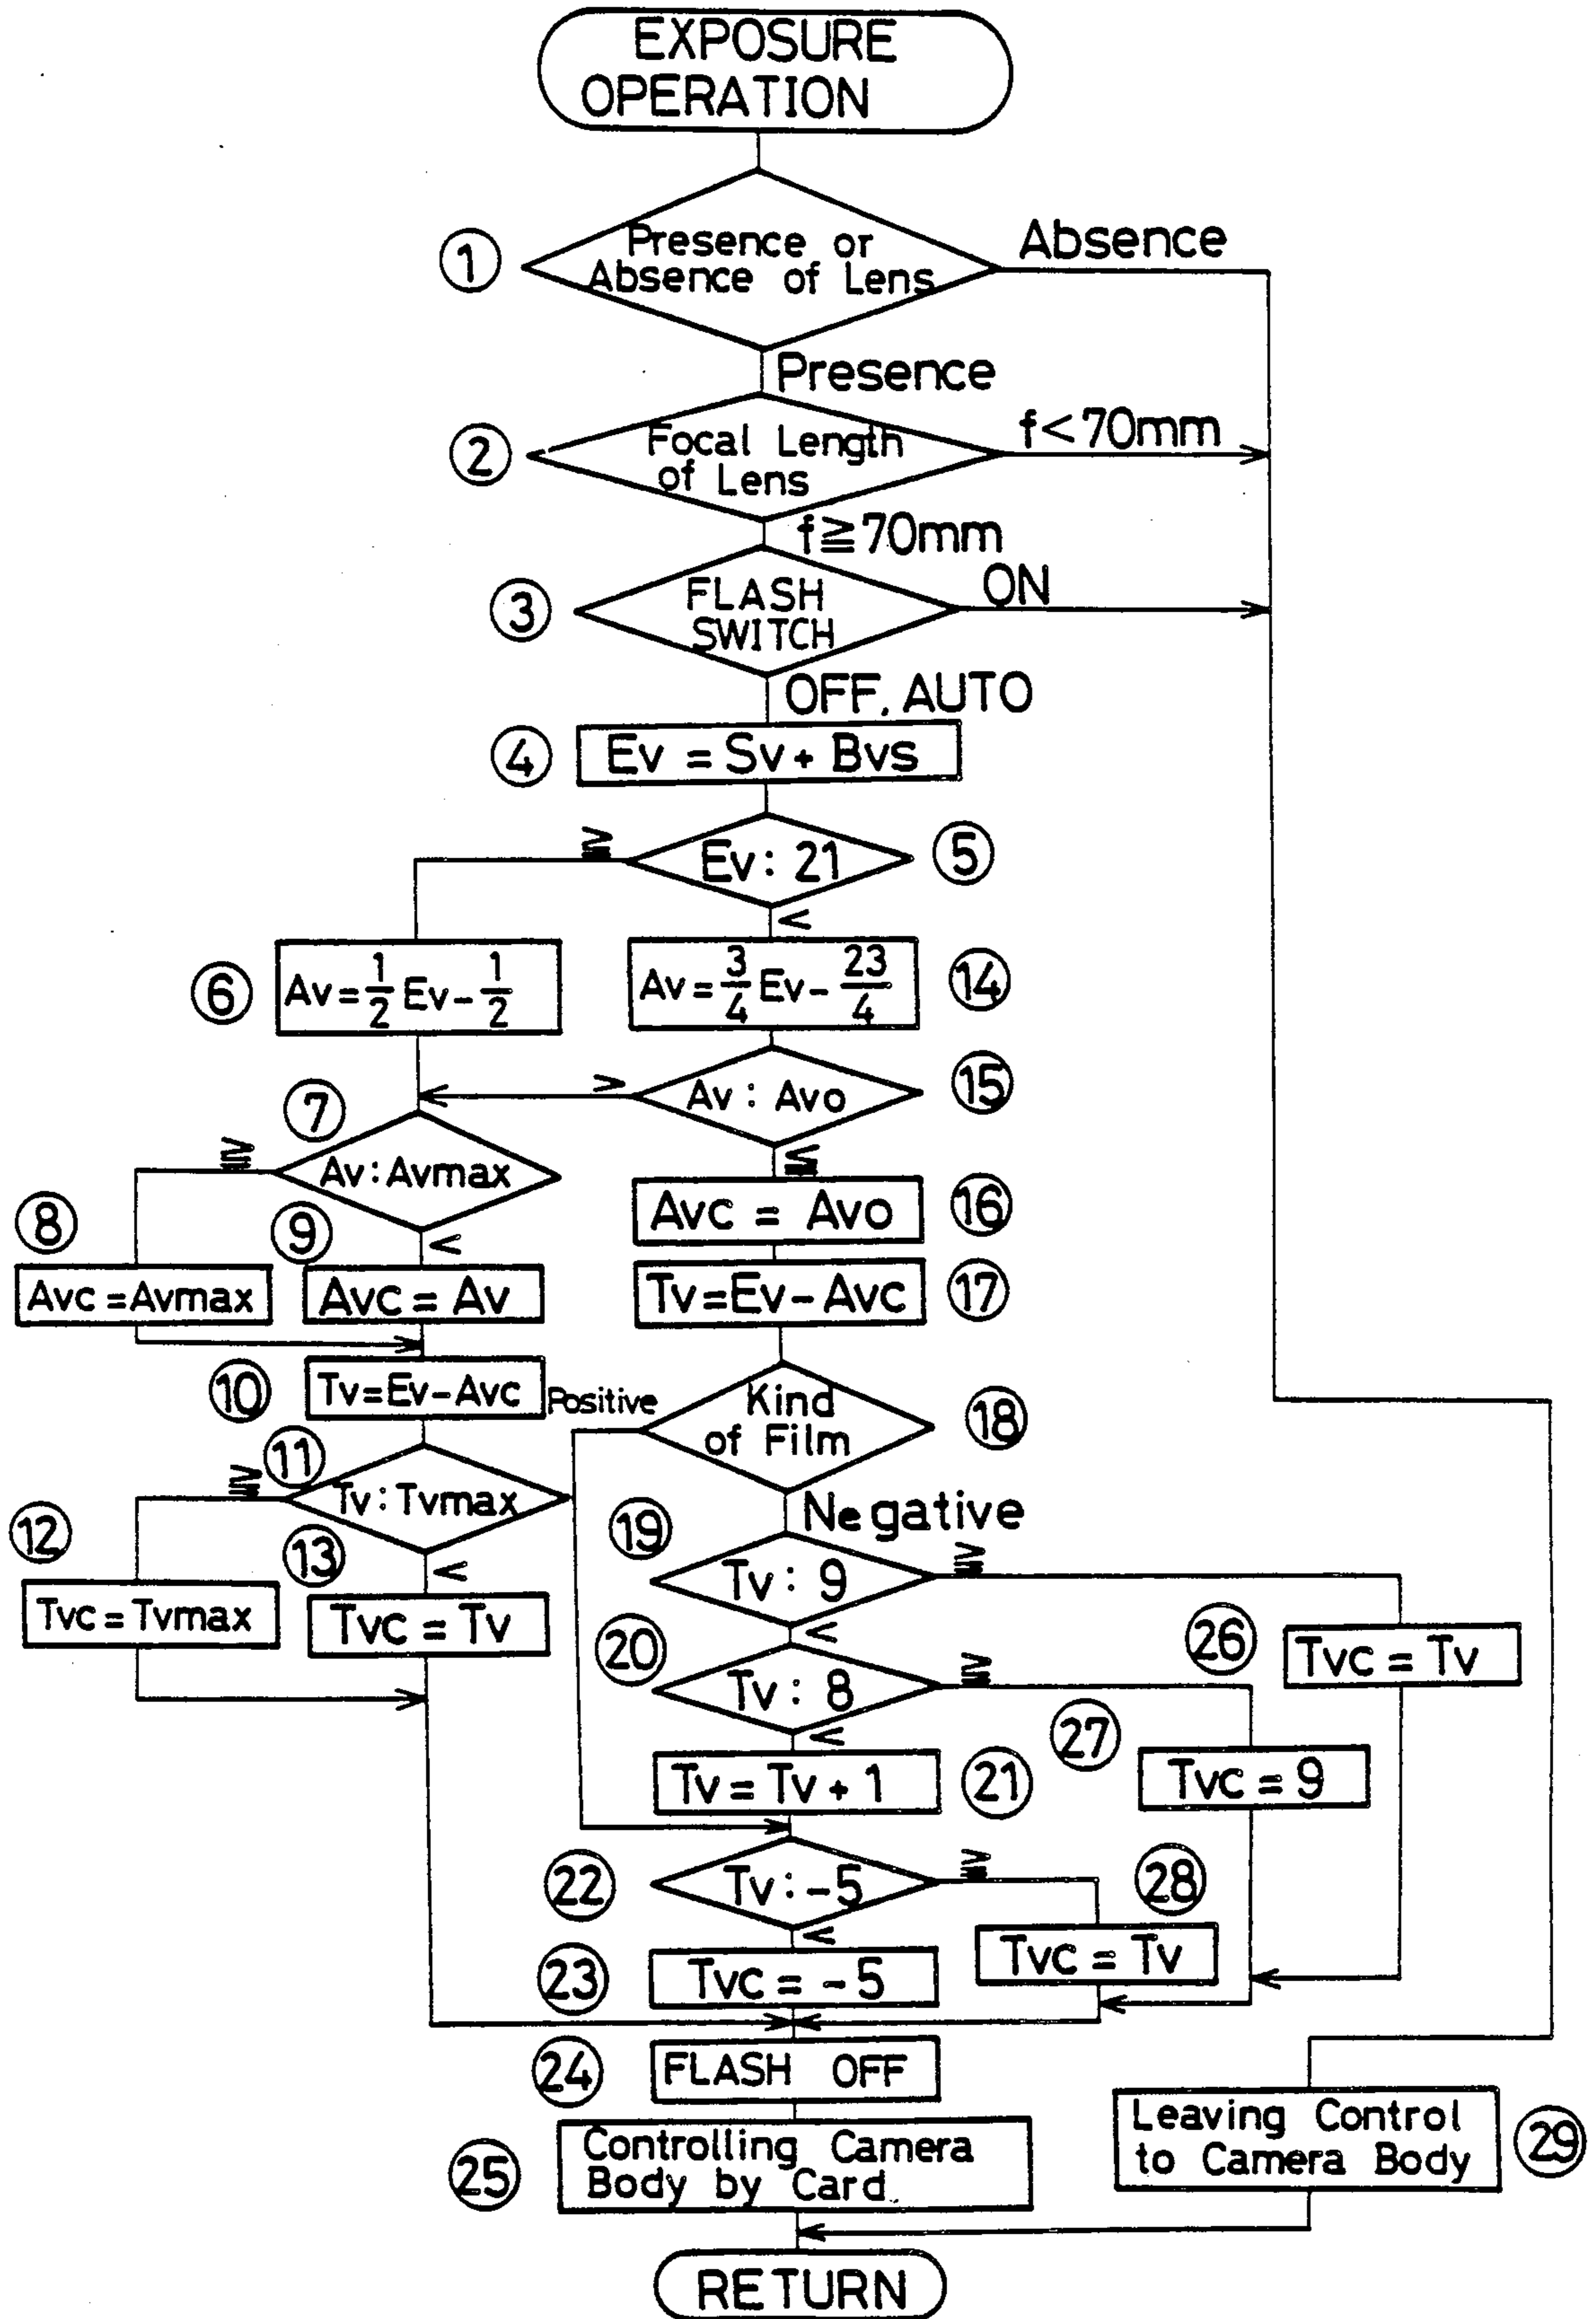 EXPOSURE
OPERATION
① Presence or
Absence of Lens
Absence
Presence
② Focal Length
of Lens
f<70mm
f≧70mm
③ FLASH
SWITCH
ON
OFF, AUTO
④ Ev = Sv + Bvs
≧ Ev : 21 ⑤
<
⑥ Av = 1/2 Ev - 1/2
Av = 3/4 Ev - 23/4 ⑭
> Av : Avo ⑮
⑦ ≧ Av : Avmax
≦
Avc = Avo ⑯
⑧ ⑨ <
Avc = Avmax
Avc = Av
Tv = Ev - Avc ⑰
⑩ Tv = Ev - Avc
Positive
Kind
of Film ⑱
⑪ ≧ Tv : Tvmax
Negative
⑫ ⑬ <
Tvc = Tvmax
Tvc = Tv
⑲ Tv : 9 ≧
<
⑳ Tv : 8 ≧
<
㉖ Tvc = Tv
㉗ Tvc = 9
Tv = Tv + 1 ㉑
㉒ Tv : -5 ≧
<
㉘ Tvc = Tv
㉓ Tvc = -5
㉔ FLASH OFF
㉕ Controlling Camera
Body by Card
Leaving Control
to Camera Body ㉙
RETURN